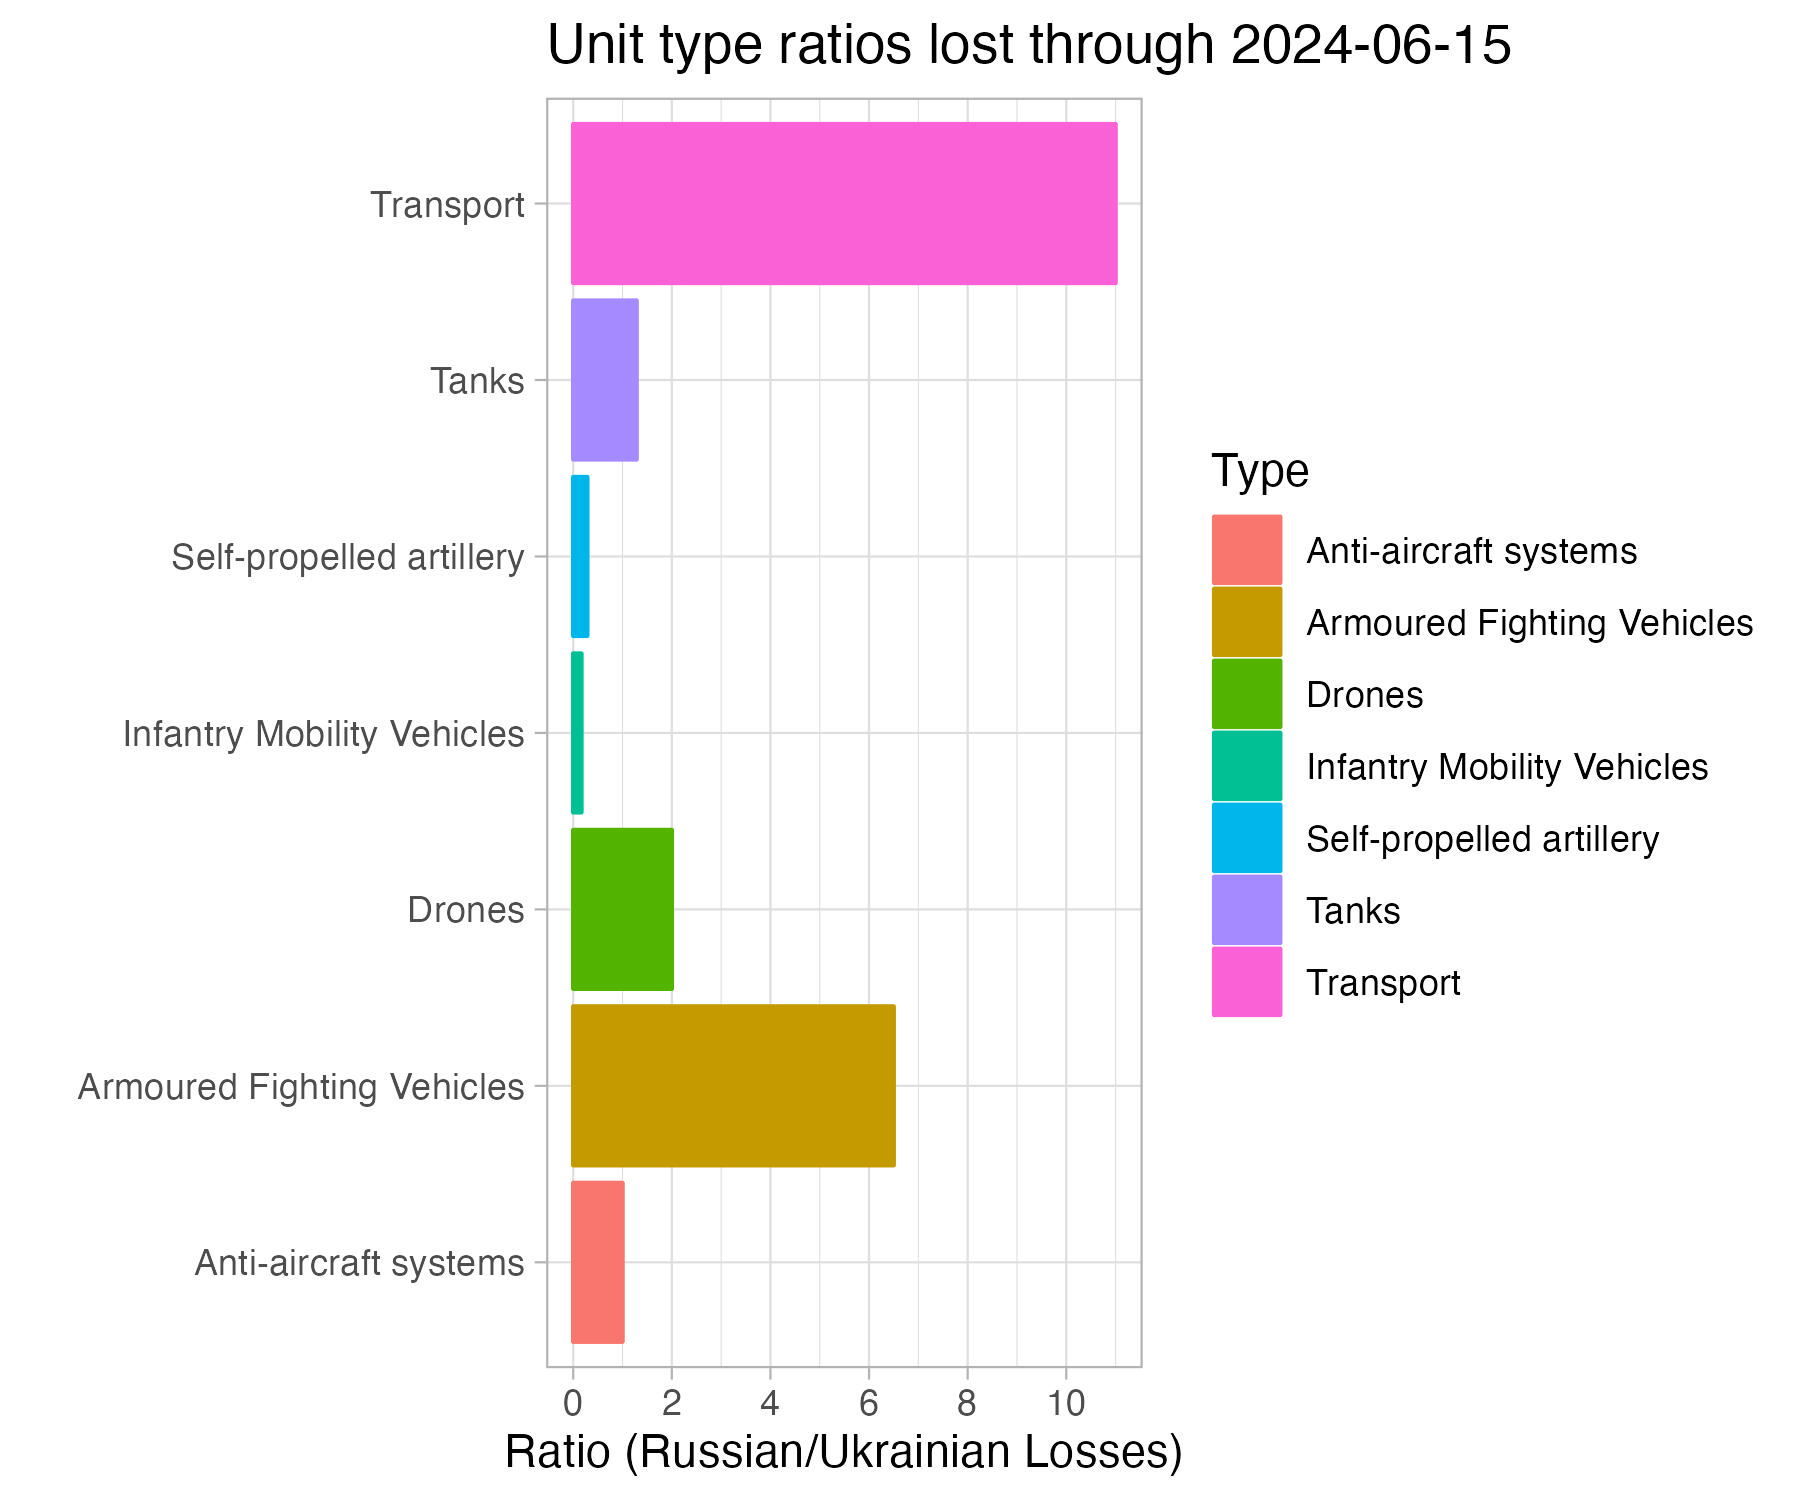 Unit type ratios lost through 2024-06-15
Transport
Tanks
Self-propelled artillery
Infantry Mobility Vehicles
Drones
Armoured Fighting Vehicles
Anti-aircraft systems
0 2 4 6 8 10
Ratio (Russian/Ukrainian Losses)
Type
Anti-aircraft systems
Armoured Fighting Vehicles
Drones
Infantry Mobility Vehicles
Self-propelled artillery
Tanks
Transport